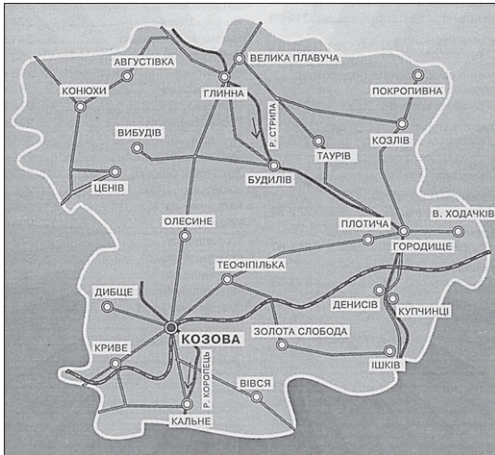 АВГУСТІВКА
ВЕЛИКА ПЛАВУЧА
ГЛИННА
ПОКРОПИВНА
КОНЮХИ
ВИБУДІВ
Р. СТРИПА
ТАУРІВ
КОЗЛІВ
ЦЕНІВ
БУДИЛІВ
ОЛЕСИНЕ
ПЛОТИЧА
В. ХОДАЧКІВ
ГОРОДИЩЕ
ТЕОФІПІЛЬКА
ДИБЩЕ
ДЕНИСІВ
КУПЧИНЦІ
КОЗОВА
ЗОЛОТА СЛОБОДА
КРИВЕ
ІШКІВ
Р. КОРОПЕЦЬ
ВІВСЯ
КАЛЬНЕ